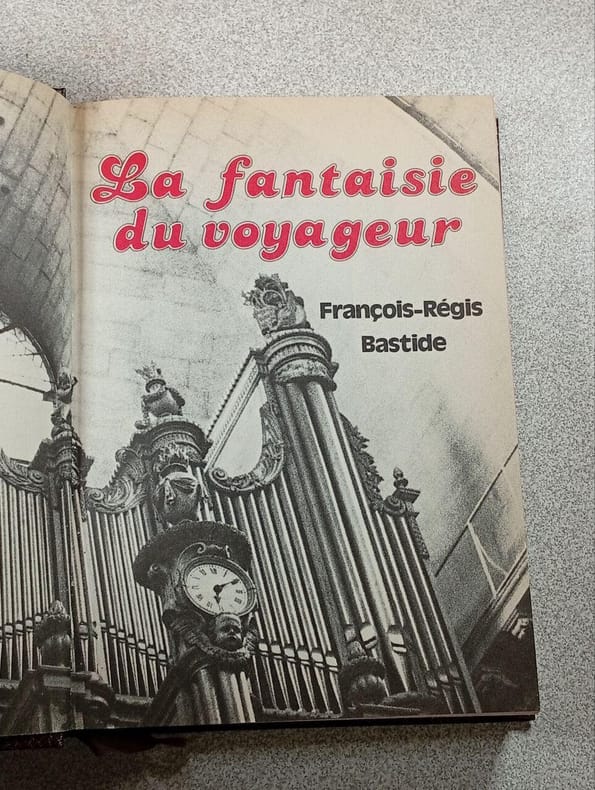 La fantaisie
du voyageur
François-Régis
Bastide